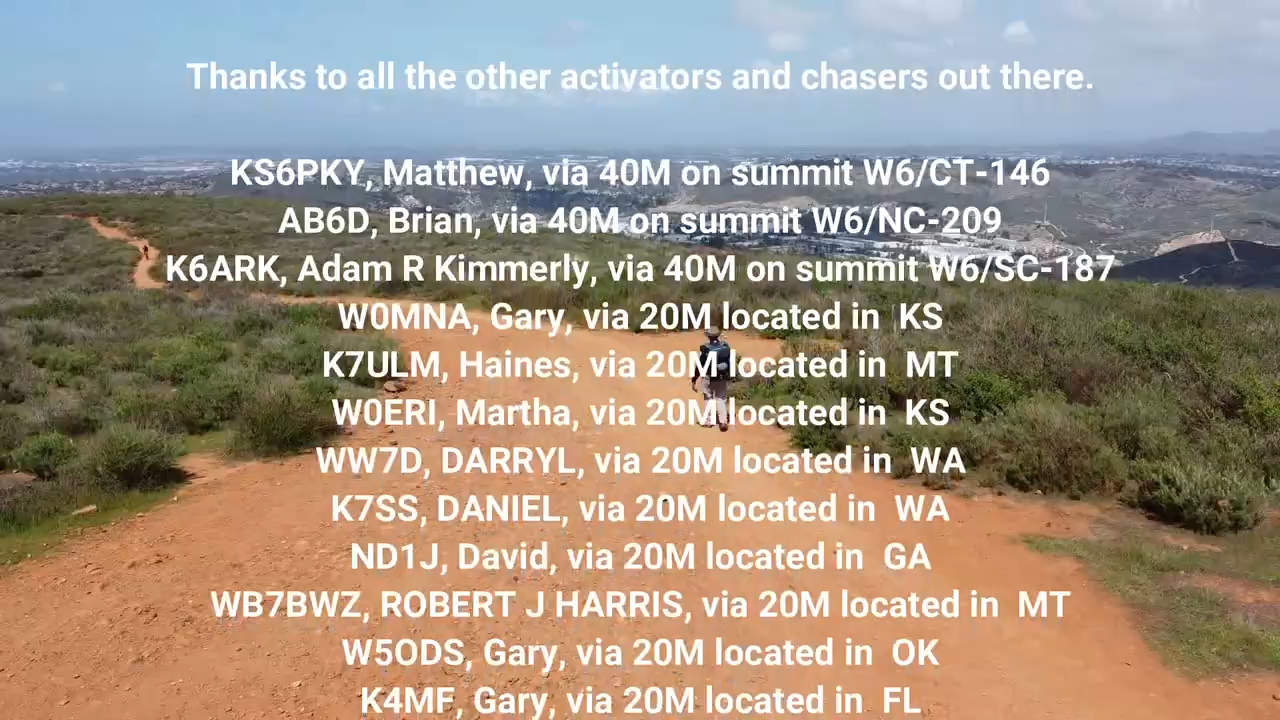 Thanks to all the other activators and chasers out there.
KS6PKY, Matthew, via 40M on summit W6/CT-146
AB6D, Brian, via 40M on summit W6/NC-209
K6ARK, Adam R Kimmerly, via 40M on summit W6/SC-187
W0MNA, Gary, via 20M located in  KS
K7ULM, Haines, via 20M located in  MT
W0ERI, Martha, via 20M located in  KS
WW7D, DARRYL, via 20M located in  WA
K7SS, DANIEL, via 20M located in  WA
ND1J, David, via 20M located in  GA
WB7BWZ, ROBERT J HARRIS, via 20M located in  MT
W5ODS, Gary, via 20M located in  OK
K4MF, Gary, via 20M located in  FL